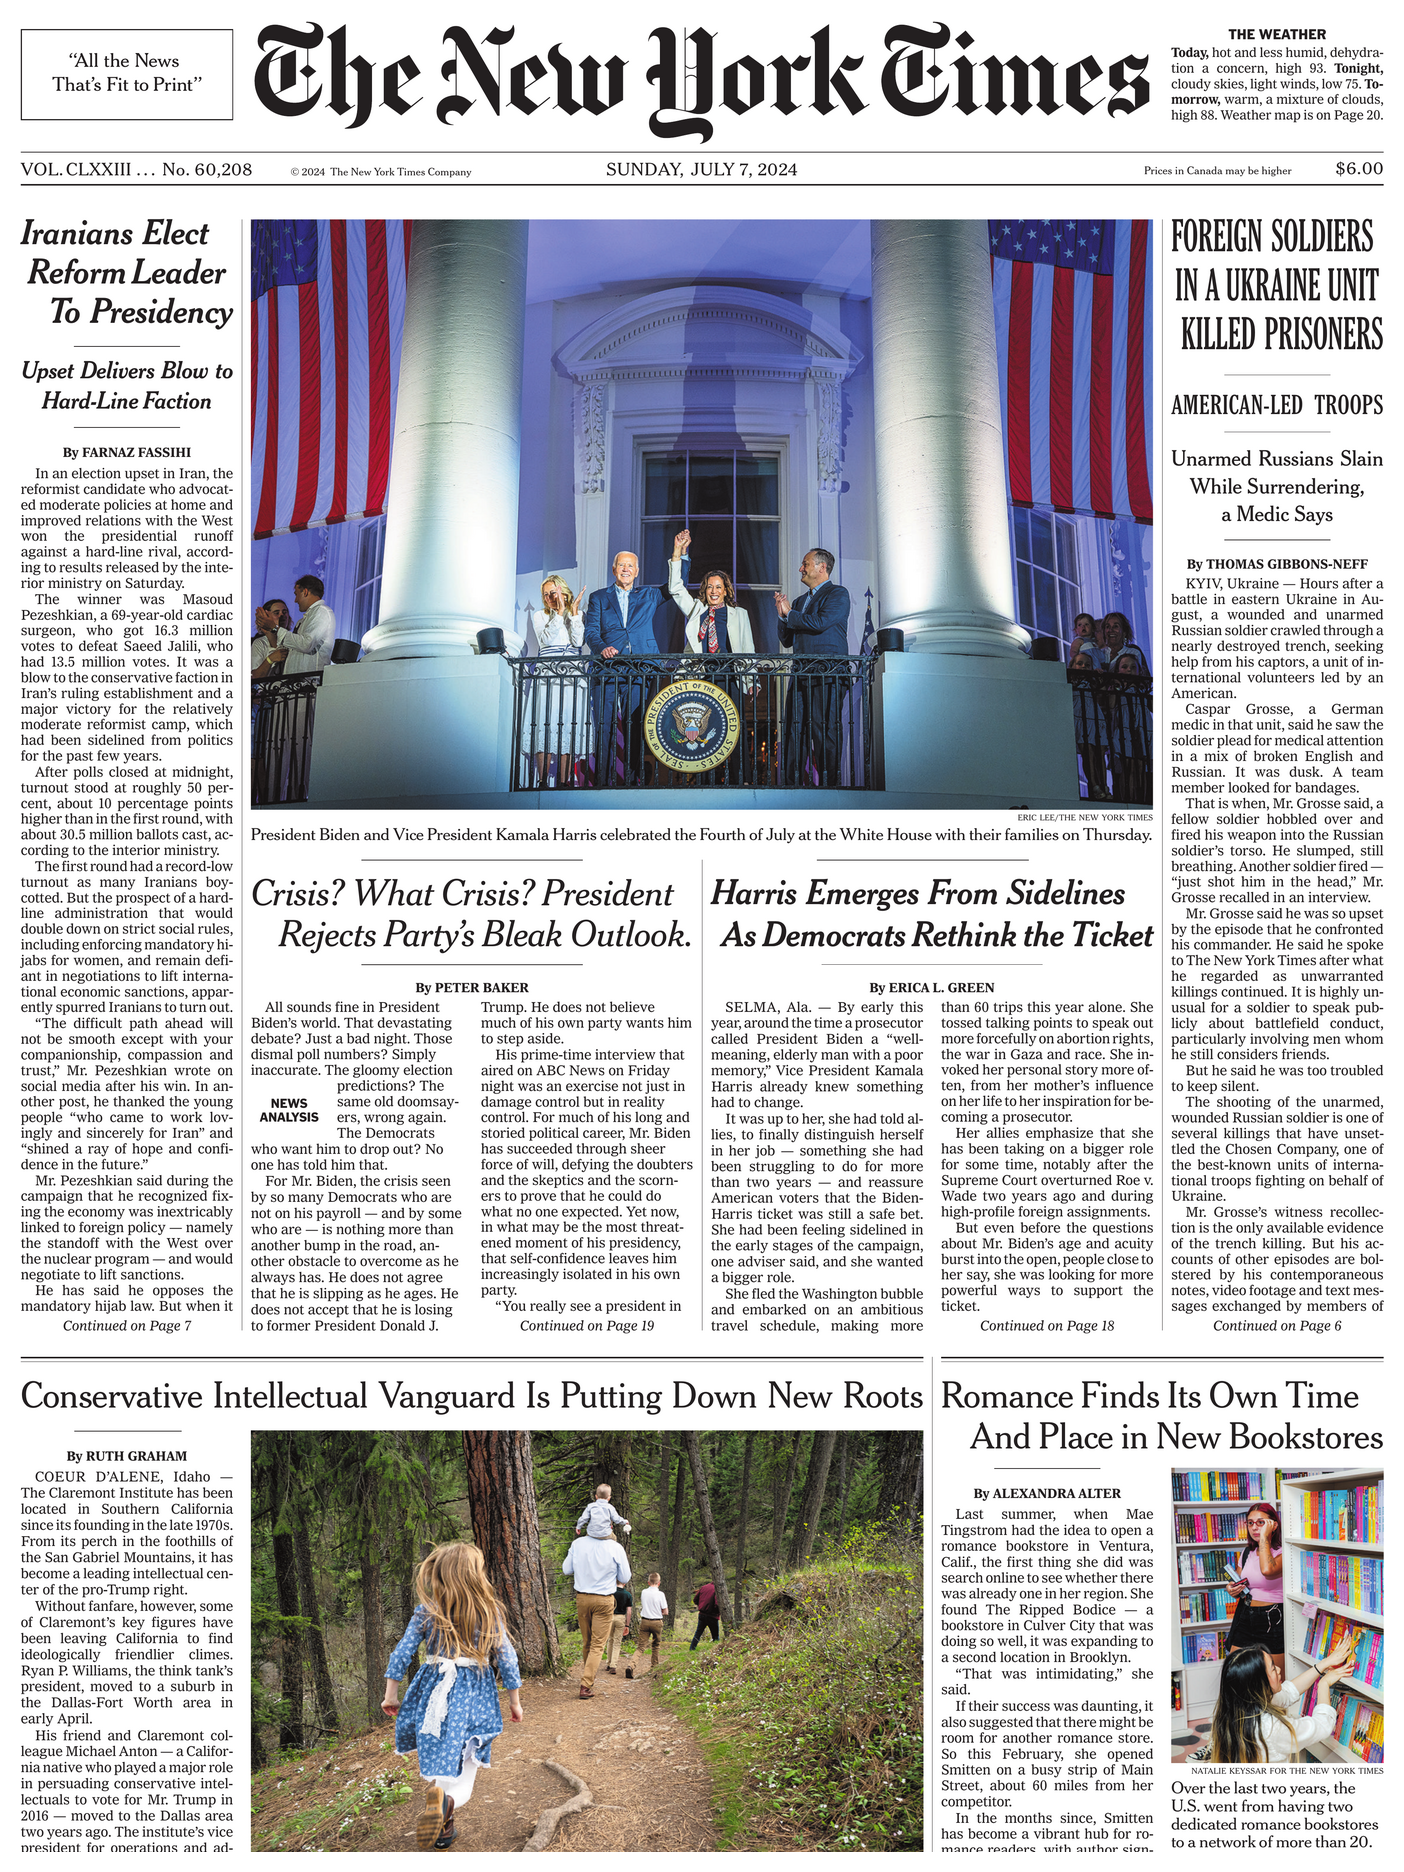 “All the News
That’s Fit to Print”
The New York Times
THE WEATHER
Today, hot and less humid, dehydra-
tion a concern, high 93. Tonight,
cloudy skies, light winds, low 75. To-
morrow, warm, a mixture of clouds,
high 88. Weather map is on Page 20.
VOL. CLXXIII . . . No. 60,208
© 2024 The New York Times Company
SUNDAY, JULY 7, 2024
Prices in Canada may be higher
$6.00
Iranians Elect
Reform Leader
To Presidency
Upset Delivers Blow to
Hard-Line Faction
By FARNAZ FASSIHI
In an election upset in Iran, the
reformist candidate who advocat-
ed moderate policies at home and
improved relations with the West
won the presidential runoff
against a hard-line rival, accord-
ing to results released by the inte-
rior ministry on Saturday.
The winner was Masoud
Pezeshkian, a 69-year-old cardiac
surgeon, who got 16.3 million
votes to defeat Saeed Jalili, who
had 13.5 million votes. It was a
blow to the conservative faction in
Iran’s ruling establishment and a
major victory for the relatively
moderate reformist camp, which
had been sidelined from politics
for the past few years.
After polls closed at midnight,
turnout stood at roughly 50 per-
cent, about 10 percentage points
higher than in the first round, with
about 30.5 million ballots cast, ac-
cording to the interior ministry.
The first round had a record-low
turnout as many Iranians boy-
cotted. But the prospect of a hard-
line administration that would
double down on strict social rules,
including enforcing mandatory hi-
jabs for women, and remain defi-
ant in negotiations to lift interna-
tional economic sanctions, appar-
ently spurred Iranians to turn out.
“The difficult path ahead will
not be smooth except with your
companionship, compassion and
trust,” Mr. Pezeshkian wrote on
social media after his win. In an-
other post, he thanked the young
people “who came to work lov-
ingly and sincerely for Iran” and
“shined a ray of hope and confi-
dence in the future.”
Mr. Pezeshkian said during the
campaign that he recognized fix-
ing the economy was inextricably
linked to foreign policy — namely
the standoff with the West over
the nuclear program — and would
negotiate to lift sanctions.
He has said he opposes the
mandatory hijab law. But when it
Continued on Page 7
SEAL OF THE PRESIDENT OF THE UNITED STATES
ERIC LEE/THE NEW YORK TIMES
President Biden and Vice President Kamala Harris celebrated the Fourth of July at the White House with their families on Thursday.
Crisis? What Crisis? President
Rejects Party’s Bleak Outlook.
By PETER BAKER
NEWS
ANALYSIS
All sounds fine in President
Biden’s world. That devastating
debate? Just a bad night. Those
dismal poll numbers? Simply
inaccurate. The gloomy election
predictions? The
same old doomsay-
ers, wrong again.
The Democrats
who want him to drop out? No
one has told him that.
For Mr. Biden, the crisis seen
by so many Democrats who are
not on his payroll — and by some
who are — is nothing more than
another bump in the road, an-
other obstacle to overcome as he
always has. He does not agree
that he is slipping as he ages. He
does not accept that he is losing
to former President Donald J.
Trump. He does not believe
much of his own party wants him
to step aside.
His prime-time interview that
aired on ABC News on Friday
night was an exercise not just in
damage control but in reality
control. For much of his long and
storied political career, Mr. Biden
has succeeded through sheer
force of will, defying the doubters
and the skeptics and the scorn-
ers to prove that he could do
what no one expected. Yet now,
in what may be the most threat-
ened moment of his presidency,
that self-confidence leaves him
increasingly isolated in his own
party.
“You really see a president in
Continued on Page 19
Harris Emerges From Sidelines
As Democrats Rethink the Ticket
By ERICA L. GREEN
SELMA, Ala. — By early this
year, around the time a prosecutor
called President Biden a “well-
meaning, elderly man with a poor
memory,” Vice President Kamala
Harris already knew something
had to change.
It was up to her, she had told al-
lies, to finally distinguish herself
in her job — something she had
been struggling to do for more
than two years — and reassure
American voters that the Biden-
Harris ticket was still a safe bet.
She had been feeling sidelined in
the early stages of the campaign,
one adviser said, and she wanted
a bigger role.
She fled the Washington bubble
and embarked on an ambitious
travel schedule, making more
than 60 trips this year alone. She
tossed talking points to speak out
more forcefully on abortion rights,
the war in Gaza and race. She in-
voked her personal story more of-
ten, from her mother’s influence
on her life to her inspiration for be-
coming a prosecutor.
Her allies emphasize that she
has been taking on a bigger role
for some time, notably after the
Supreme Court overturned Roe v.
Wade two years ago and during
high-profile foreign assignments.
But even before the questions
about Mr. Biden’s age and acuity
burst into the open, people close to
her say, she was looking for more
powerful ways to support the
ticket.
Continued on Page 18
FOREIGN SOLDIERS
IN A UKRAINE UNIT
KILLED PRISONERS
AMERICAN-LED TROOPS
Unarmed Russians Slain
While Surrendering,
a Medic Says
By THOMAS GIBBONS-NEFF
KYIV, Ukraine — Hours after a
battle in eastern Ukraine in Au-
gust, a wounded and unarmed
Russian soldier crawled through a
nearly destroyed trench, seeking
help from his captors, a unit of in-
ternational volunteers led by an
American.
Caspar Grosse, a German
medic in that unit, said he saw the
soldier plead for medical attention
in a mix of broken English and
Russian. It was dusk. A team
member looked for bandages.
That is when, Mr. Grosse said, a
fellow soldier hobbled over and
fired his weapon into the Russian
soldier’s torso. He slumped, still
breathing. Another soldier fired —
“just shot him in the head,” Mr.
Grosse recalled in an interview.
Mr. Grosse said he was so upset
by the episode that he confronted
his commander. He said he spoke
to The New York Times after what
he regarded as unwarranted
killings continued. It is highly un-
usual for a soldier to speak pub-
licly about battlefield conduct,
particularly involving men whom
he still considers friends.
But he said he was too troubled
to keep silent.
The shooting of the unarmed,
wounded Russian soldier is one of
several killings that have unset-
tled the Chosen Company, one of
the best-known units of interna-
tional troops fighting on behalf of
Ukraine.
Mr. Grosse’s witness recollec-
tion is the only available evidence
of the trench killing. But his ac-
counts of other episodes are bol-
stered by his contemporaneous
notes, video footage and text mes-
sages exchanged by members of
Continued on Page 6
Conservative Intellectual Vanguard Is Putting Down New Roots
By RUTH GRAHAM
COEUR D’ALENE, Idaho —
The Claremont Institute has been
located in Southern California
since its founding in the late 1970s.
From its perch in the foothills of
the San Gabriel Mountains, it has
become a leading intellectual cen-
ter of the pro-Trump right.
Without fanfare, however, some
of Claremont’s key figures have
been leaving California to find
ideologically friendlier climes.
Ryan P. Williams, the think tank’s
president, moved to a suburb in
the Dallas-Fort Worth area in
early April.
His friend and Claremont col-
league Michael Anton — a Califor-
nia native who played a major role
in persuading conservative intel-
lectuals to vote for Mr. Trump in
2016 — moved to the Dallas area
two years ago. The institute’s vice
president for operations and ad-
Romance Finds Its Own Time
And Place in New Bookstores
By ALEXANDRA ALTER
Last summer, when Mae
Tingstrom had the idea to open a
romance bookstore in Ventura,
Calif., the first thing she did was
search online to see whether there
was already one in her region. She
found The Ripped Bodice — a
bookstore in Culver City that was
doing so well, it was expanding to
a second location in Brooklyn.
“That was intimidating,” she
said.
If their success was daunting, it
also suggested that there might be
room for another romance store.
So this February, she opened
Smitten on a busy strip of Main
Street, about 60 miles from her
competitor.
In the months since, Smitten
has become a vibrant hub for ro-
mance readers, with author sign-
NATALIE KEYSSAR FOR THE NEW YORK TIMES
Over the last two years, the
U.S. went from having two
dedicated romance bookstores
to a network of more than 20.